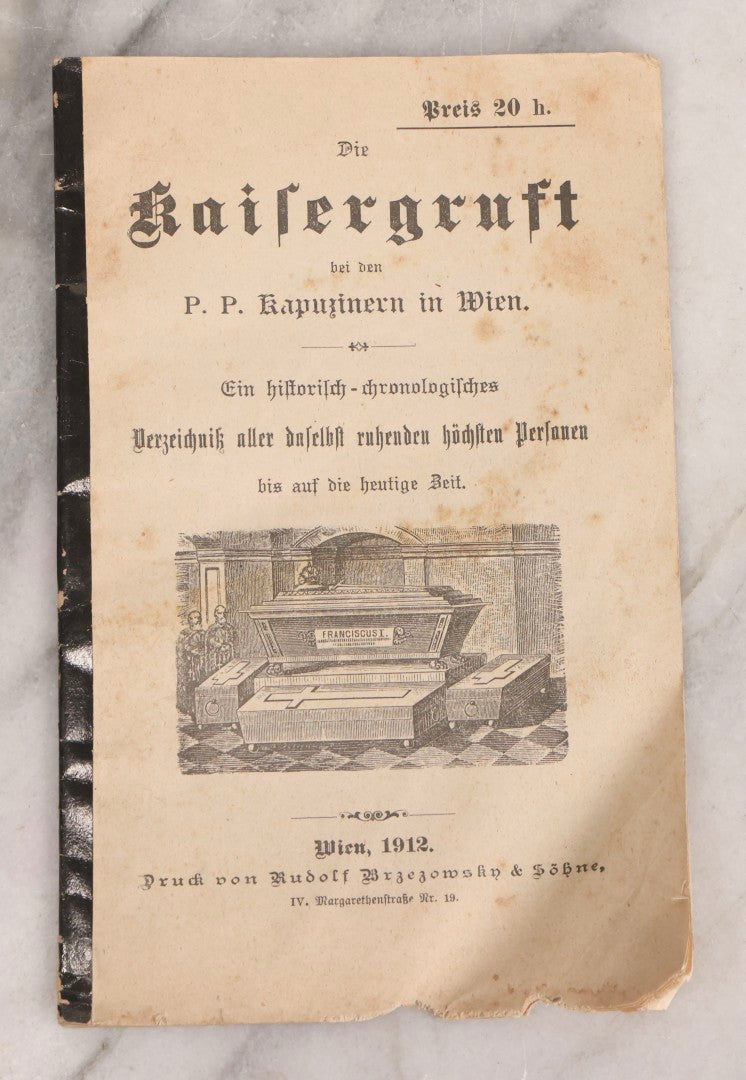 Preis 20 h.
Die
Kaiſergruft
bei den
P. P. Kapuzinern in Wien.
Ein hiſtoriſch-chronologiſches
Verzeichniß aller daſelbſt ruhenden höchſten Perſonen
bis auf die heutige Zeit.
FRANCISCUS I.
Wien, 1912.
Druck von Rudolf Brzezowsky & Söhne,
IV. Margarethenſtraße Nr. 19.